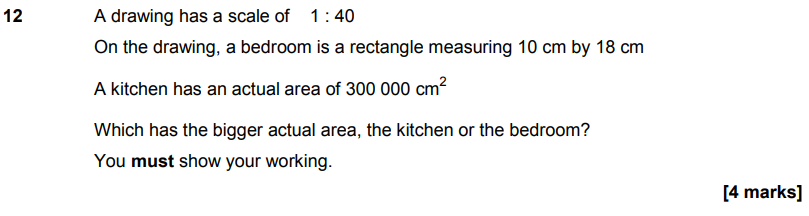 12 A drawing has a scale of 1 : 40
On the drawing, a bedroom is a rectangle measuring 10 cm by 18 cm
A kitchen has an actual area of 300 000 cm²
Which has the bigger actual area, the kitchen or the bedroom?
You must show your working.
[4 marks]